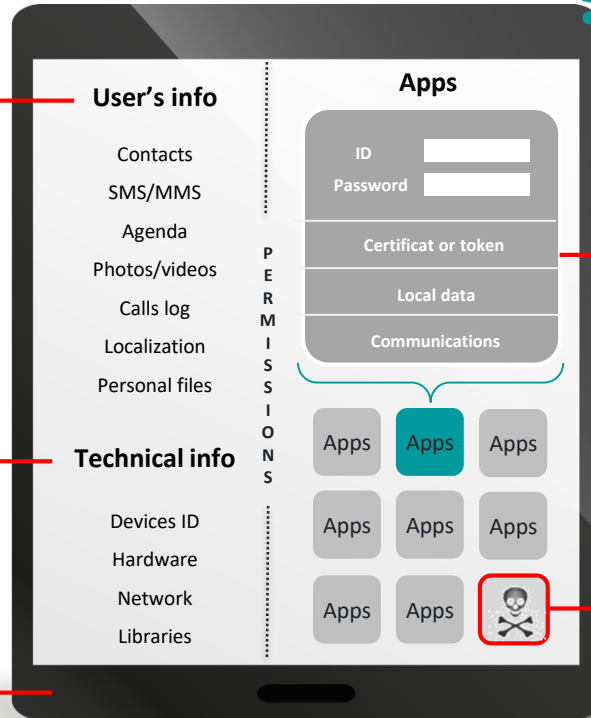 User's info
Contacts
SMS/MMS
Agenda
Photos/videos
Calls log
Localization
Personal files
Technical info
Devices ID
Hardware
Network
Libraries
P
E
R
M
I
S
S
I
O
N
S
Apps
ID
Password
Certificat or token
Local data
Communications
Apps Apps Apps
Apps Apps Apps
Apps Apps